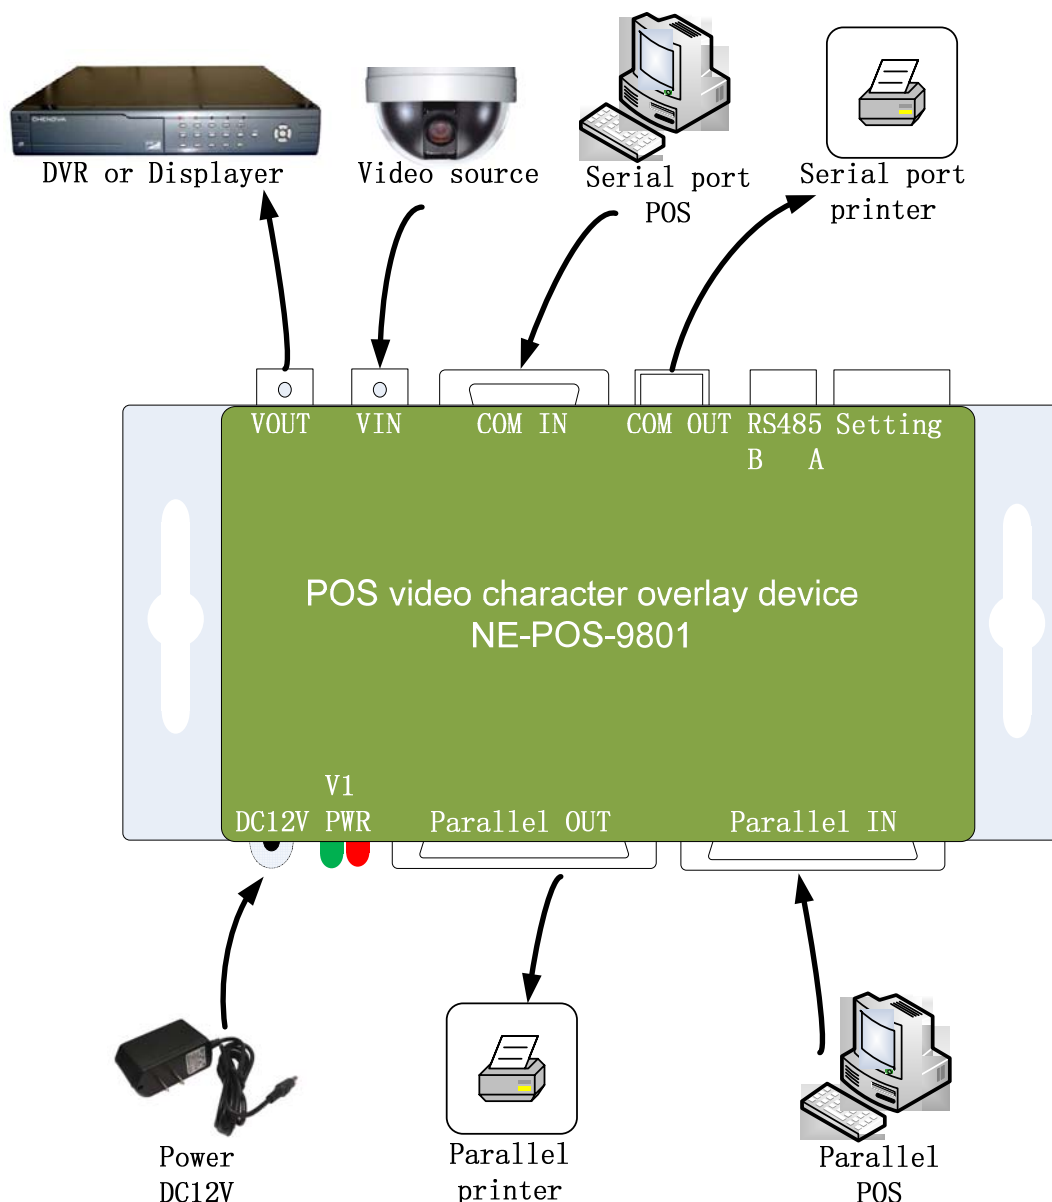 CHENOVA
DVR or Displayer
Video source
Serial port
POS
Serial port
printer
VOUT
VIN
COM IN
COM OUT
RS485
B A
Setting
POS video character overlay device
NE-POS-9801
V1
DC12V
PWR
Parallel OUT
Parallel IN
Power
DC12V
Parallel
printer
Parallel
POS